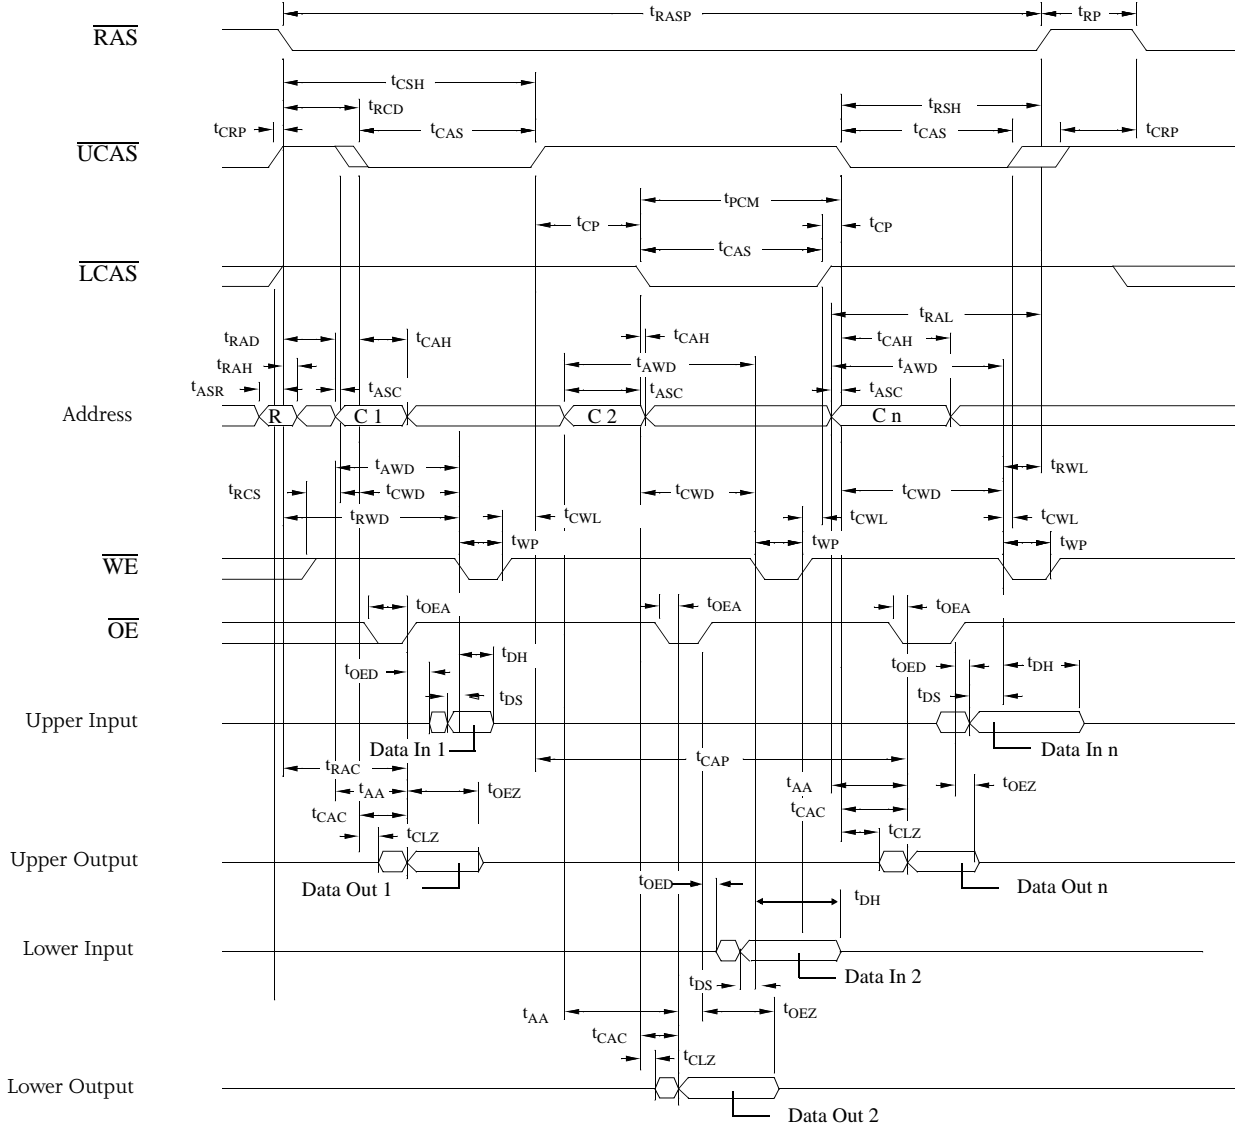 tRASP
tRP
RAS
tCSH
tRCD
tRSH
tCRP
tCAS
tCAS
tCRP
UCAS
tPCM
tCP
tCP
tCAS
LCAS
tRAL
tRAD
tCAH
tCAH
tCAH
tRAH
tAWD
tAWD
tASR
tASC
tASC
tASC
Address
R
C 1
C 2
C n
tAWD
tRWL
tRCS
tCWD
tCWD
tCWD
tRWD
tCWL
tCWL
tCWL
tWP
tWP
tWP
WE
tOEA
tOEA
tOEA
OE
tDH
tOED
tOED
tDH
tDS
tDS
Upper Input
Data In 1
Data In n
tRAC
tCAP
tAA
tOEZ
tAA
tOEZ
tCAC
tCAC
tCLZ
tCLZ
Upper Output
Data Out 1
Data Out n
tOED
tDH
Lower Input
Data In 2
tDS
tAA
tOEZ
tCAC
tCLZ
Lower Output
Data Out 2